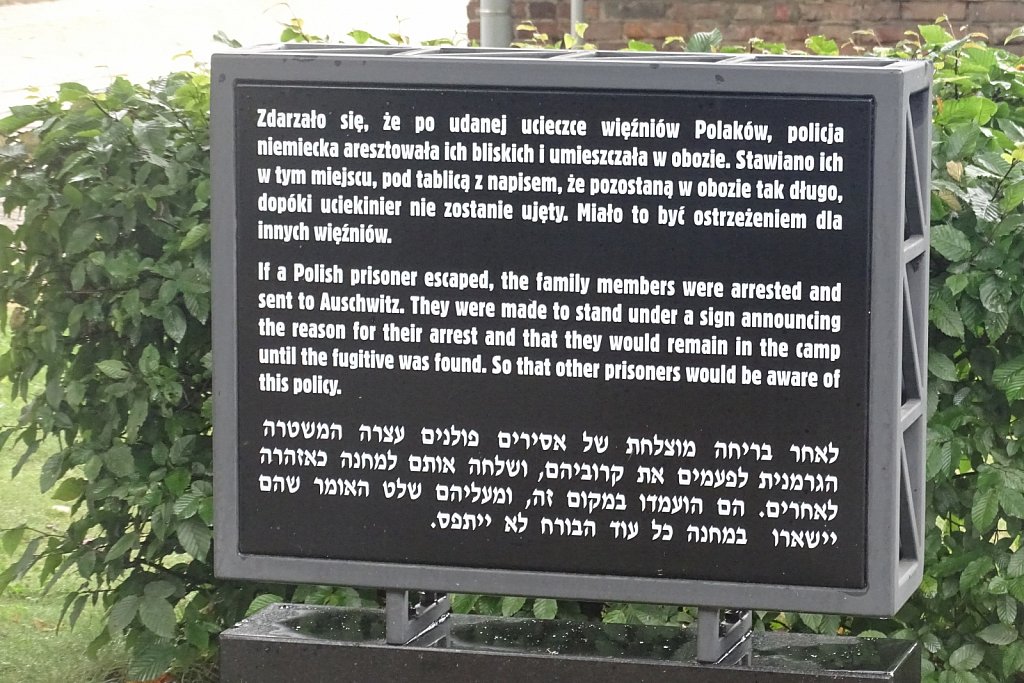 Zdarzało się, że po udanej ucieczce więźniów Polaków, policja
niemiecka aresztowała ich bliskich i umieszczała w obozie. Stawiano ich
w tym miejscu, pod tablicą z napisem, że pozostaną w obozie tak długo,
dopóki uciekinier nie zostanie ujęty. Miało to być ostrzeżeniem dla
innych więźniów.
If a Polish prisoner escaped, the family members were arrested and
sent to Auschwitz. They were made to stand under a sign announcing
the reason for their arrest and that they would remain in the camp
until the fugitive was found. So that other prisoners would be aware of
this policy.
לאחר בריחה מוצלחת של אסירים פולנים עצרה המשטרה
הגרמנית לפעמים את קרוביהם, ושלחה אותם למחנה כאזהרה
לאחרים. הם הועמדו במקום זה, ומעליהם שלט האומר שהם
יישארו במחנה כל עוד הבורח לא ייתפס.